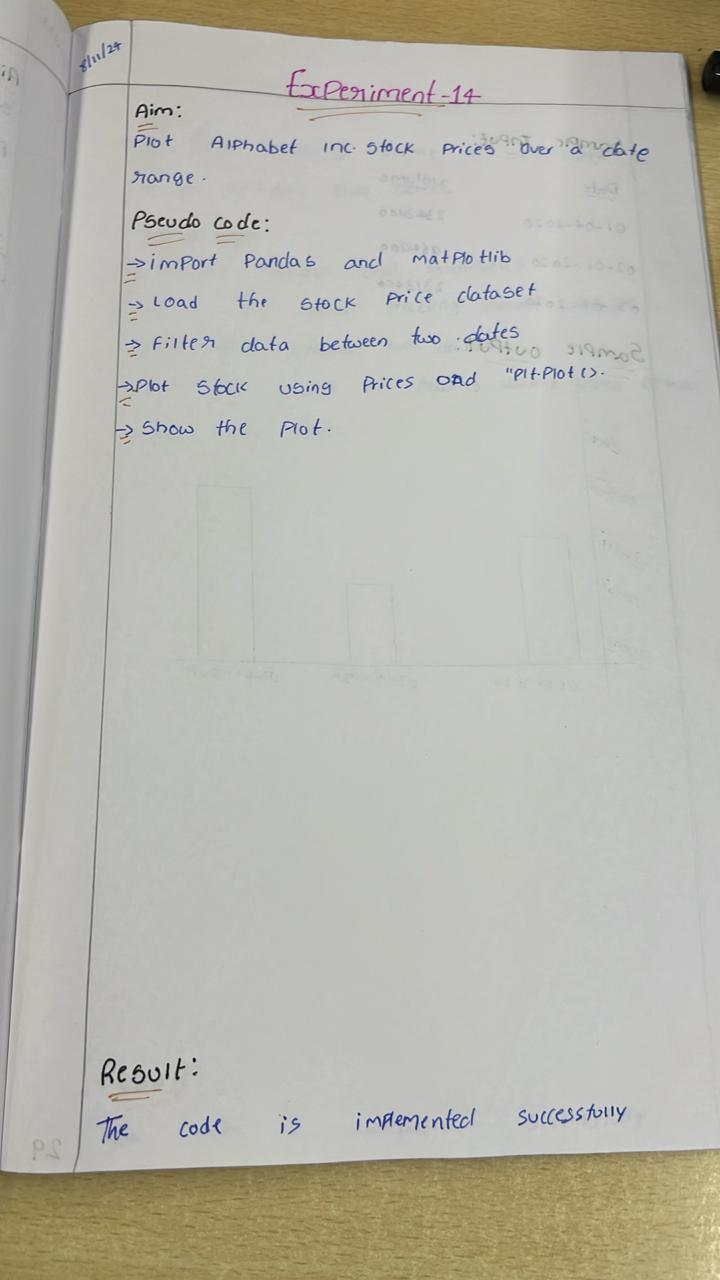 8/11/24
Experiment-14
Aim:
Plot Alphabet inc. stock Prices over a date
range.
Pseudo code:
→ import Pandas and matplotlib
→ Load the stock price dataset
→ Filter data between two dates
→ Plot stock using Prices and "Plt.Plot().
→ Show the Plot.
Result:
The code is implemented successfully
29